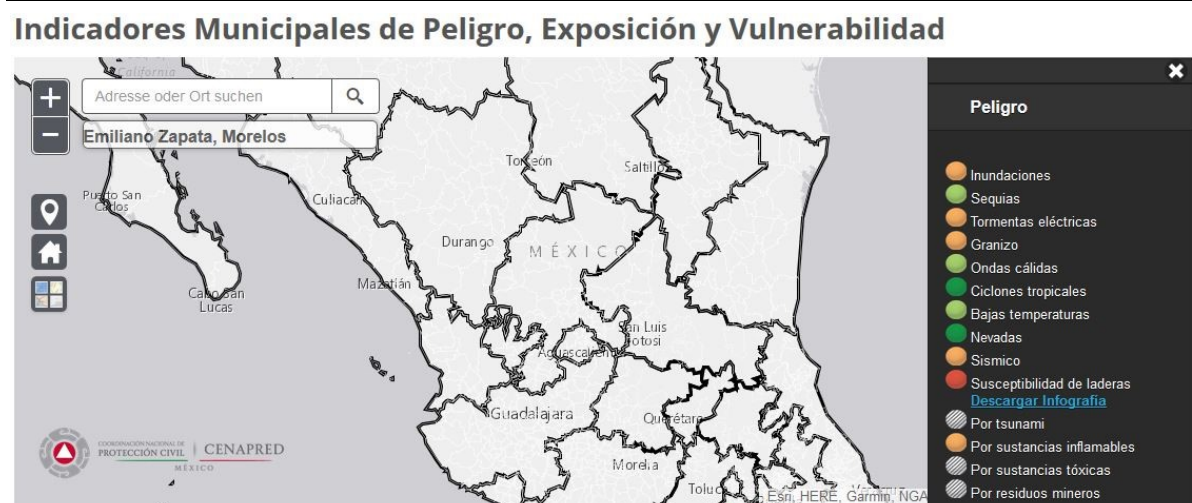 Indicadores Municipales de Peligro, Exposición y Vulnerabilidad
California
Adresse oder Ort suchen
Emiliano Zapata, Morelos
Torreón
Saltillo
Puerto San
Carlos
Culiacán
Durango
MÉXICO
Mazatlán
Cabo San
Lucas
San Luis
Potosí
Aguascalientes
Guadalajara
Querétaro
Morelia
Toluca
COORDINACIÓN NACIONAL DE
PROTECCIÓN CIVIL
MÉXICO
CENAPRED
Esri, HERE, Garmin, NGA
Peligro
Inundaciones
Sequias
Tormentas eléctricas
Granizo
Ondas cálidas
Ciclones tropicales
Bajas temperaturas
Nevadas
Sismico
Susceptibilidad de laderas
Descargar Infografía
Por tsunami
Por sustancias inflamables
Por sustancias tóxicas
Por residuos mineros